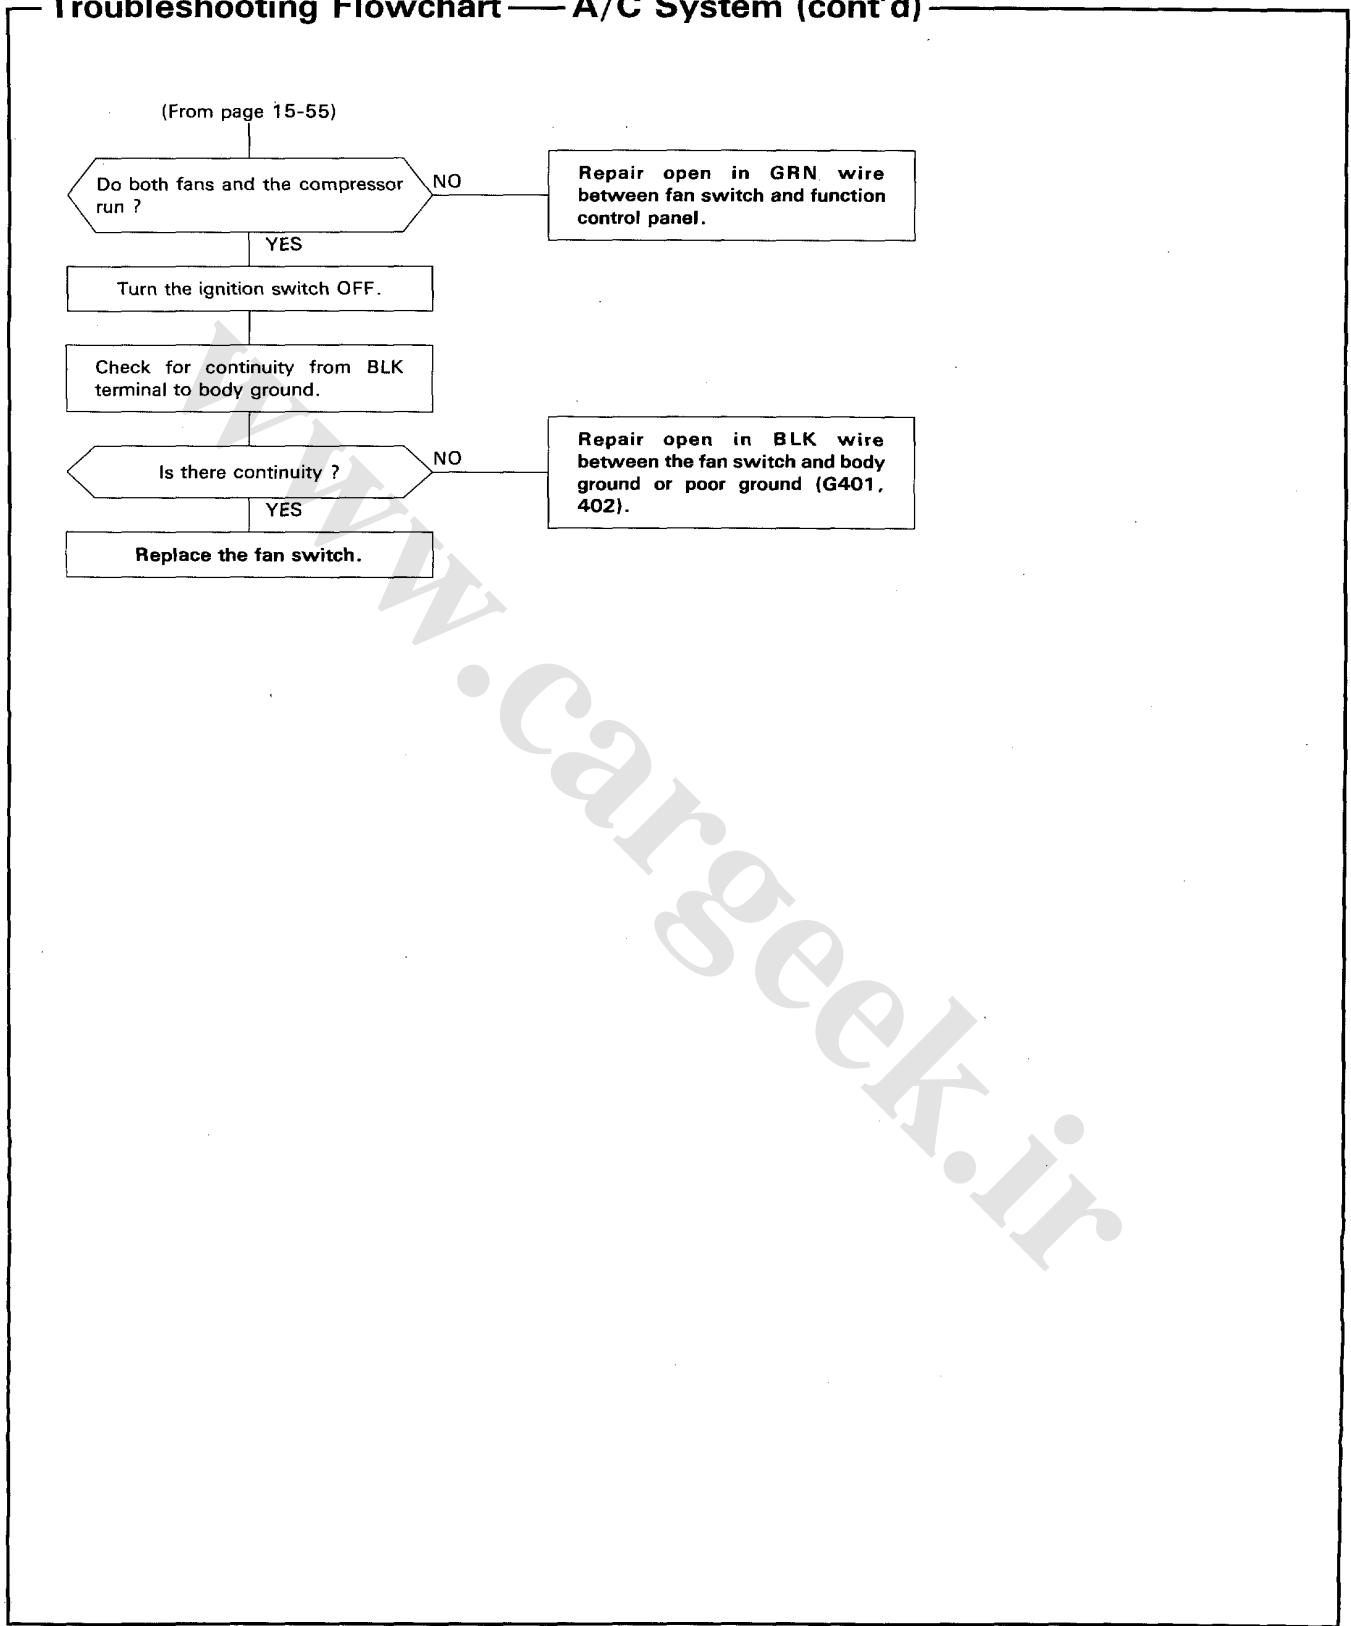 Troubleshooting Flowchart — A/C System (cont'd)
(From page 15-55)
Do both fans and the compressor
run ?
NO
Repair open in GRN wire
between fan switch and function
control panel.
YES
Turn the ignition switch OFF.
Check for continuity from BLK
terminal to body ground.
Is there continuity ?
NO
Repair open in BLK wire
between the fan switch and body
ground or poor ground (G401,
402).
YES
Replace the fan switch.
www.cargeek.ir